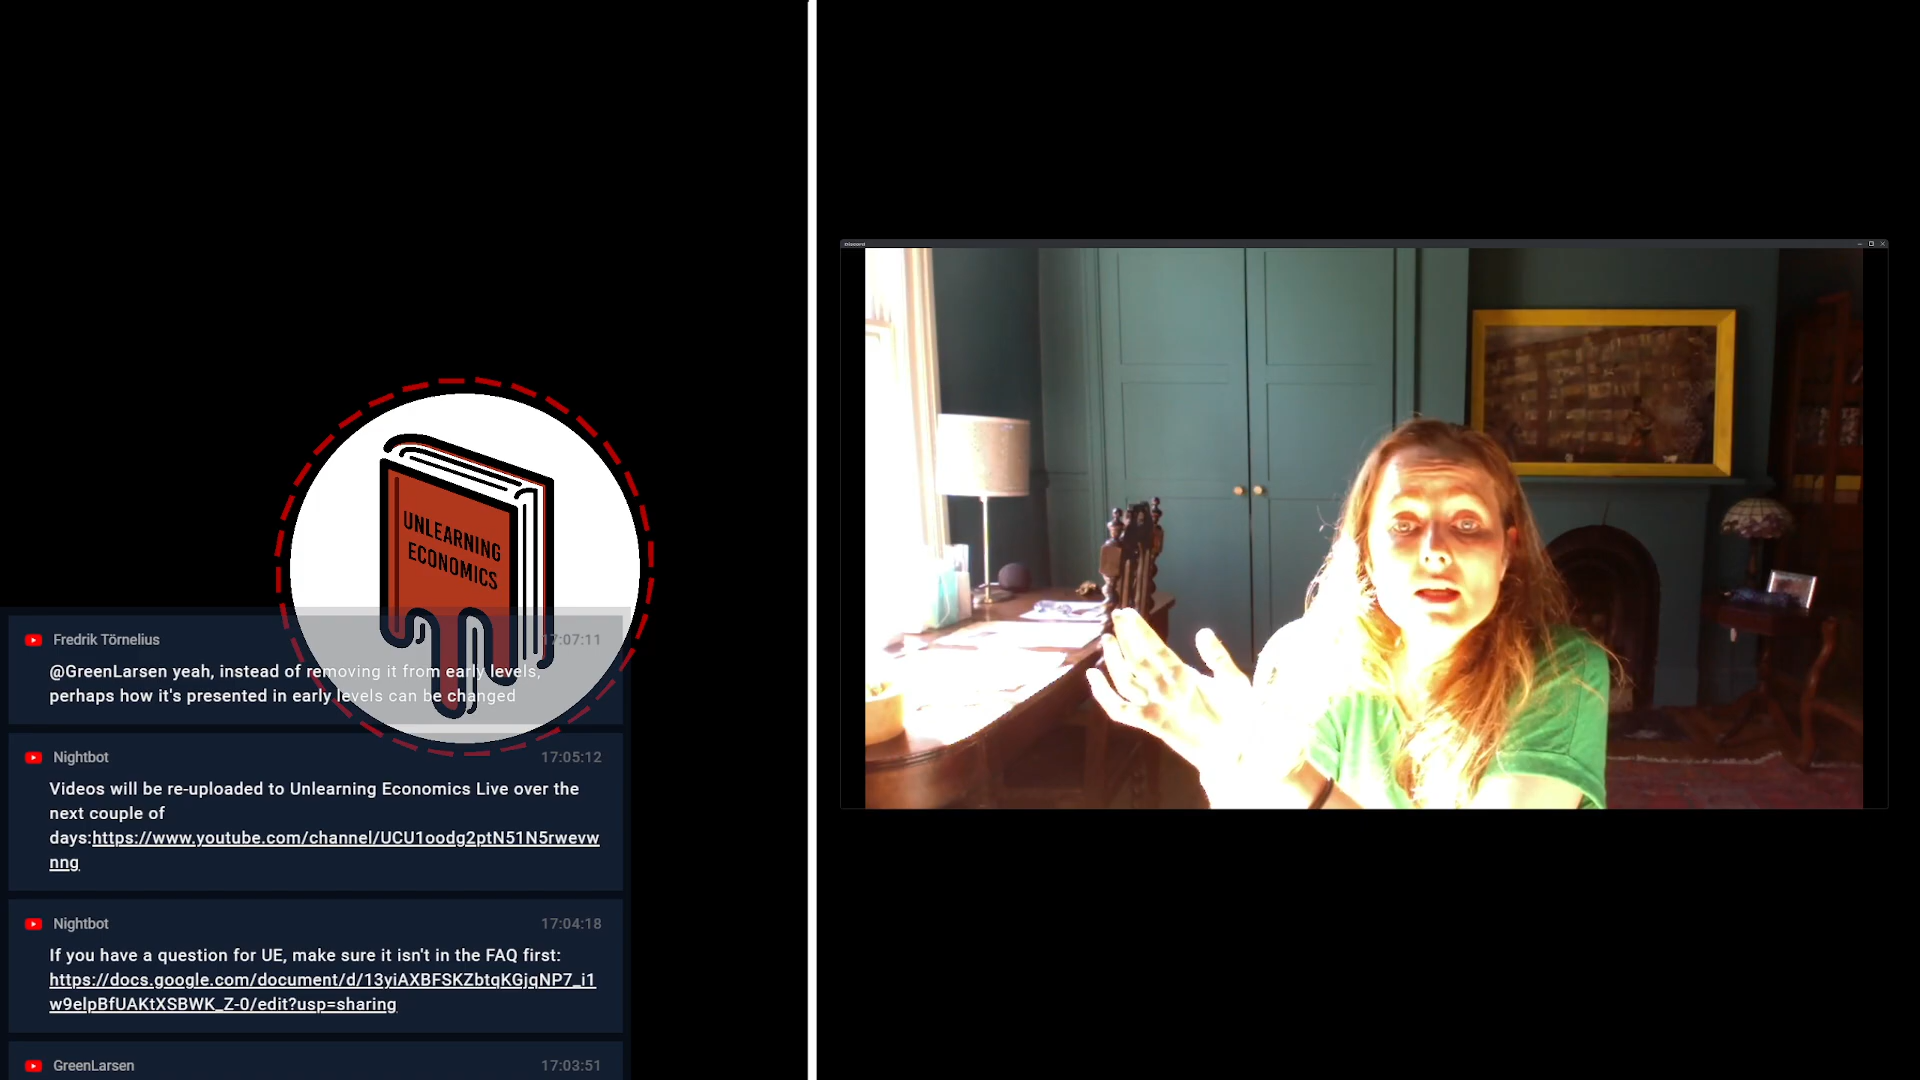 UNLEARNING
ECONOMICS
Fredrik Törnelius 17:07:11
@GreenLarsen yeah, instead of removing it from early levels,
perhaps how it's presented in early levels can be changed
Nightbot 17:05:12
Videos will be re-uploaded to Unlearning Economics Live over the
next couple of
days:https://www.youtube.com/channel/UCU1oodg2ptN51N5rwevw
nng
Nightbot 17:04:18
If you have a question for UE, make sure it isn't in the FAQ first:
https://docs.google.com/document/d/13yiAXBFSKZbtqKGjqNP7_i1
w9elpBfUAKtXSBWK_Z-0/edit?usp=sharing
GreenLarsen 17:03:51
Discord